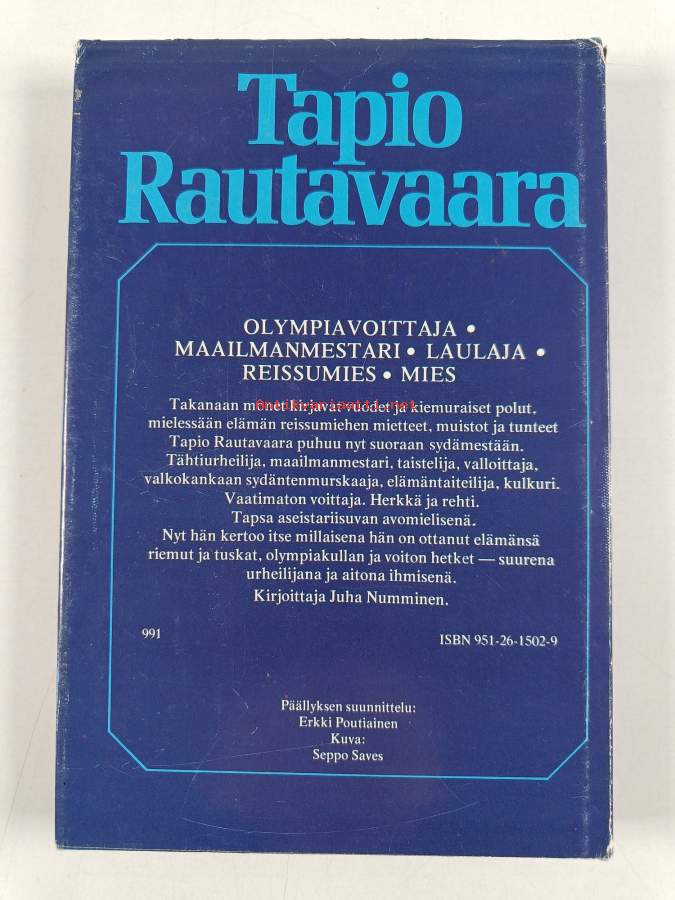 Tapio
Rautavaara
OLYMPIAVOITTAJA •
MAAILMANMESTARI • LAULAJA •
REISSUMIES • MIES
Takanaan monet kirjavat vuodet ja kiemuraiset polut,
mielessään elämän reissumiehen mietteet, muistot ja tunteet
Tapio Rautavaara puhuu nyt suoraan sydämestään.
Tähtiurheilija, maailmanmestari, taistelija, valloittaja,
valkokankaan sydäntenmurskaaja, elämäntaiteilija, kulkuri.
Vaatimaton voittaja. Herkkä ja rehti.
Tapsa aseistariisuvan avomielisenä.
Nyt hän kertoo itse millaisena hän on ottanut elämänsä
riemut ja tuskat, olympiakullan ja voiton hetket — suurena
urheilijana ja aitona ihmisenä.
Kirjoittaja Juha Numminen.
991
ISBN 951-26-1502-9
Päällyksen suunnittelu:
Erkki Poutiainen
Kuva:
Seppo Saves